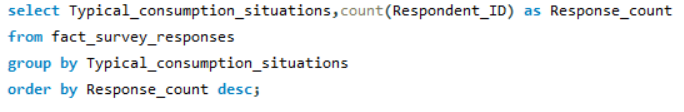 select Typical_consumption_situations,count(Respondent_ID) as Response_count
from fact_survey_responses
group by Typical_consumption_situations
order by Response_count desc;